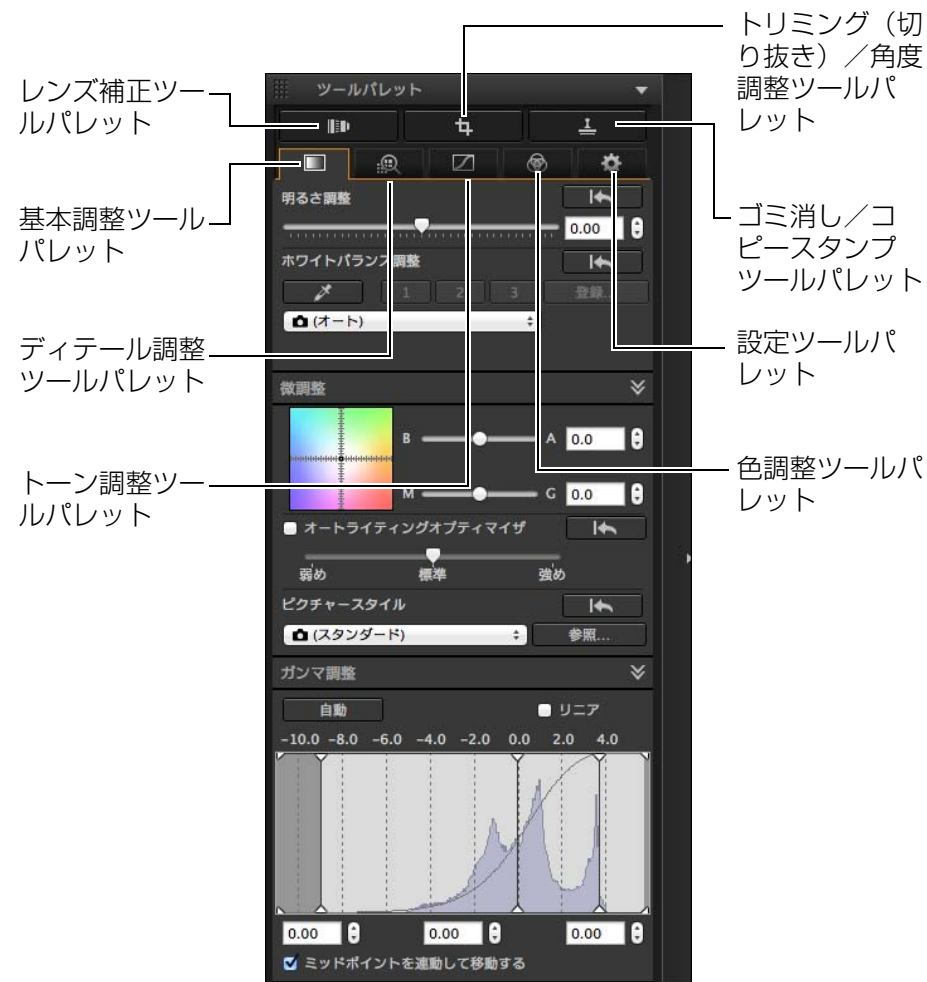 トリミング（切
り抜き）／角度
調整ツールパ
レット
レンズ補正ツー
ルパレット
基本調整ツール
パレット
ディテール調整
ツールパレット
トーン調整ツー
ルパレット
ゴミ消し／コ
ピースタンプ
ツールパレット
設定ツールパ
レット
色調整ツールパ
レット
ツールパレット
明るさ調整
0.00
ホワイトバランス調整
1 2 3 登録...
(オート)
微調整
B A 0.0
M G 0.0
オートライティングオプティマイザ
弱め 標準 強め
ピクチャースタイル
(スタンダード) 参照...
ガンマ調整
自動 リニア
-10.0 -8.0 -6.0 -4.0 -2.0 0.0 2.0 4.0
0.00 0.00 0.00
ミッドポイントを連動して移動する